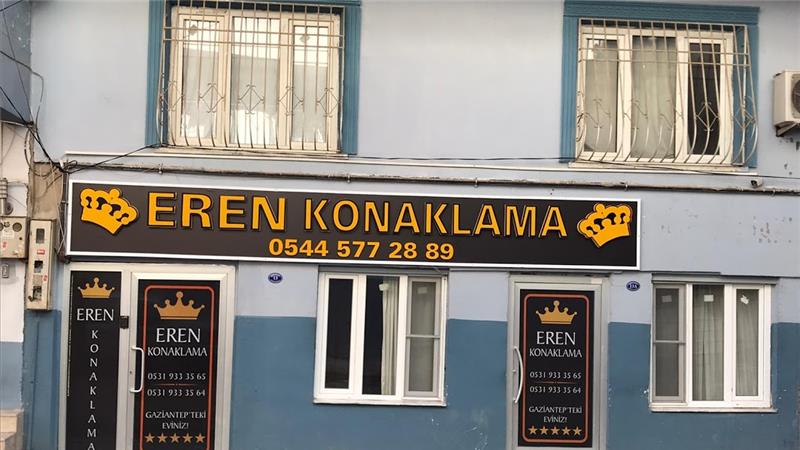 EREN KONAKLAMA
0544 577 28 89
EREN
KONAKLAMA
EREN
KONAKLAMA
0531 933 35 65
0531 933 35 64
GAZİANTEP'TEKİ
EVİNİZ!
EREN
KONAKLAMA
0531 933 35 65
0531 933 35 64
GAZİANTEP'TEKİ
EVİNİZ!